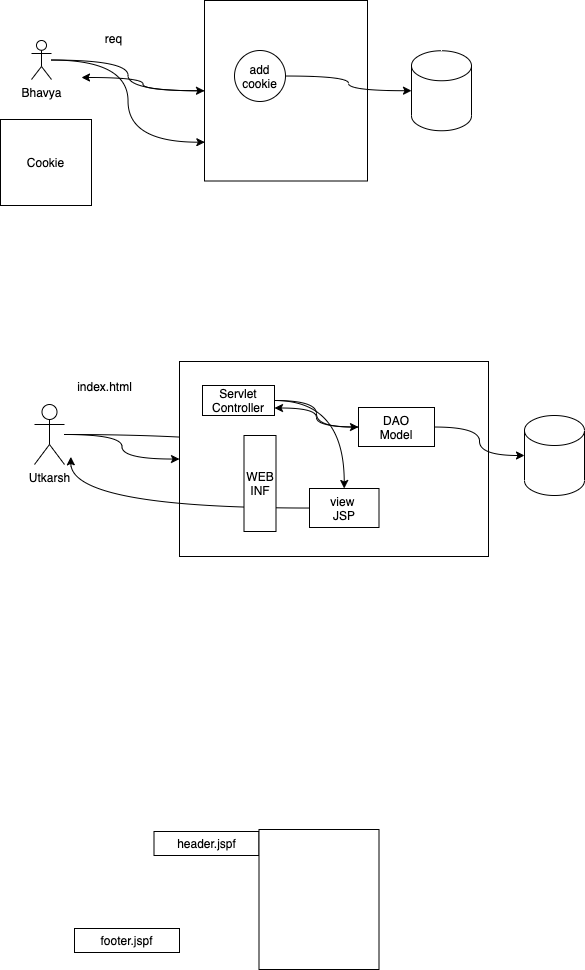 req
add
cookie
Bhavya
Cookie
index.html
Servlet
Controller
DAO
Model
Utkarsh
WEB
INF
view
JSP
header.jspf
footer.jspf